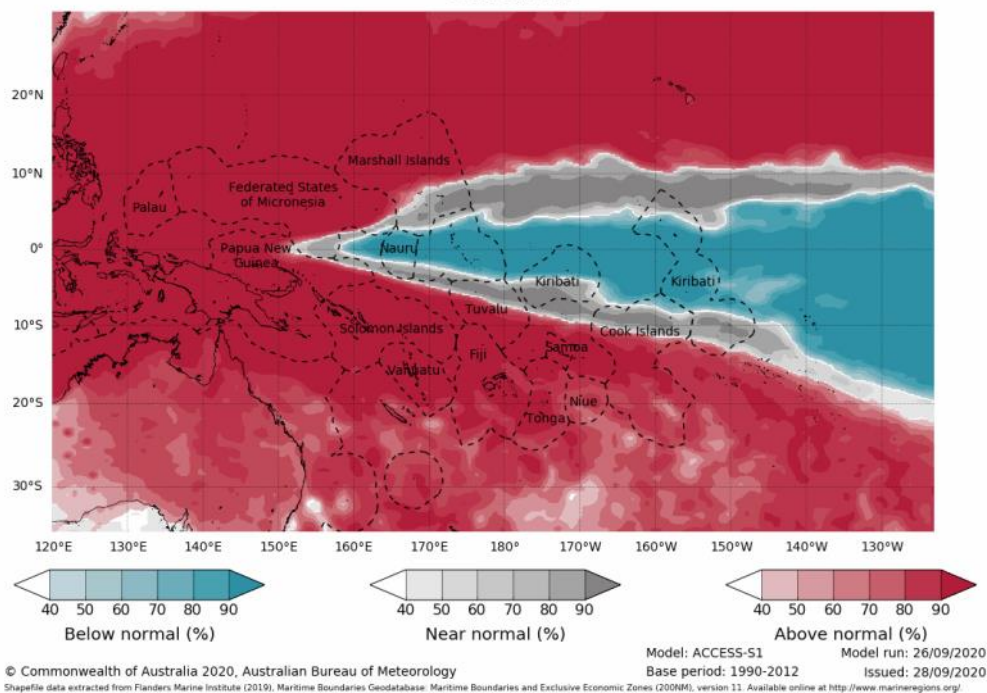 20°N
Marshall Islands
10°N
Federated States
of Micronesia
Palau
0°
Papua New
Guinea
Nauru
Kiribati
Kiribati
Tuvalu
10°S
Solomon Islands
Cook Islands
Fiji
Samoa
Vanuatu
20°S
Niue
Tonga
30°S
120°E 130°E 140°E 150°E 160°E 170°E 180° 170°W 160°W 150°W 140°W 130°W
40 50 60 70 80 90
Below normal (%)
40 50 60 70 80 90
Near normal (%)
40 50 60 70 80 90
Above normal (%)
Model: ACCESS-S1
Model run: 26/09/2020
© Commonwealth of Australia 2020, Australian Bureau of Meteorology
Base period: 1990-2012
Issued: 28/09/2020
Shapefile data extracted from Flanders Marine Institute (2019), Maritime Boundaries Geodatabase: Maritime Boundaries and Exclusive Economic Zones (200NM), version 11. Available online at http://www.marineregions.org/